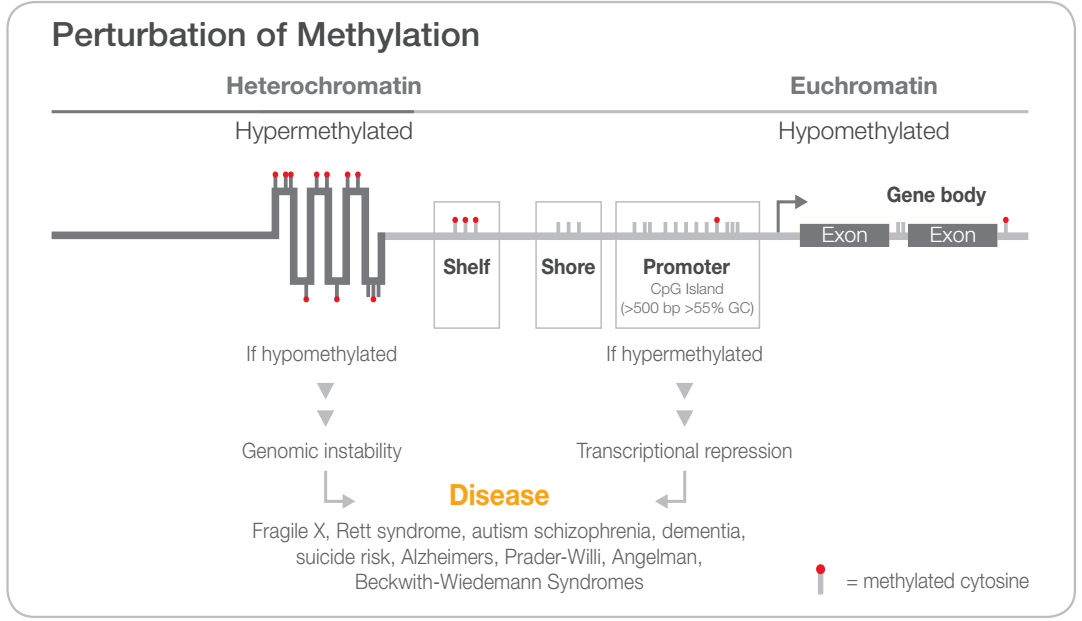 Perturbation of Methylation
Heterochromatin
Euchromatin
Hypermethylated
Hypomethylated
Gene body
Exon
Exon
Shelf
Shore
Promoter
CpG Island
(>500 bp >55% GC)
If hypomethylated
If hypermethylated
Genomic instability
Transcriptional repression
Disease
Fragile X, Rett syndrome, autism schizophrenia, dementia,
suicide risk, Alzheimers, Prader-Willi, Angelman,
Beckwith-Wiedemann Syndromes
= methylated cytosine